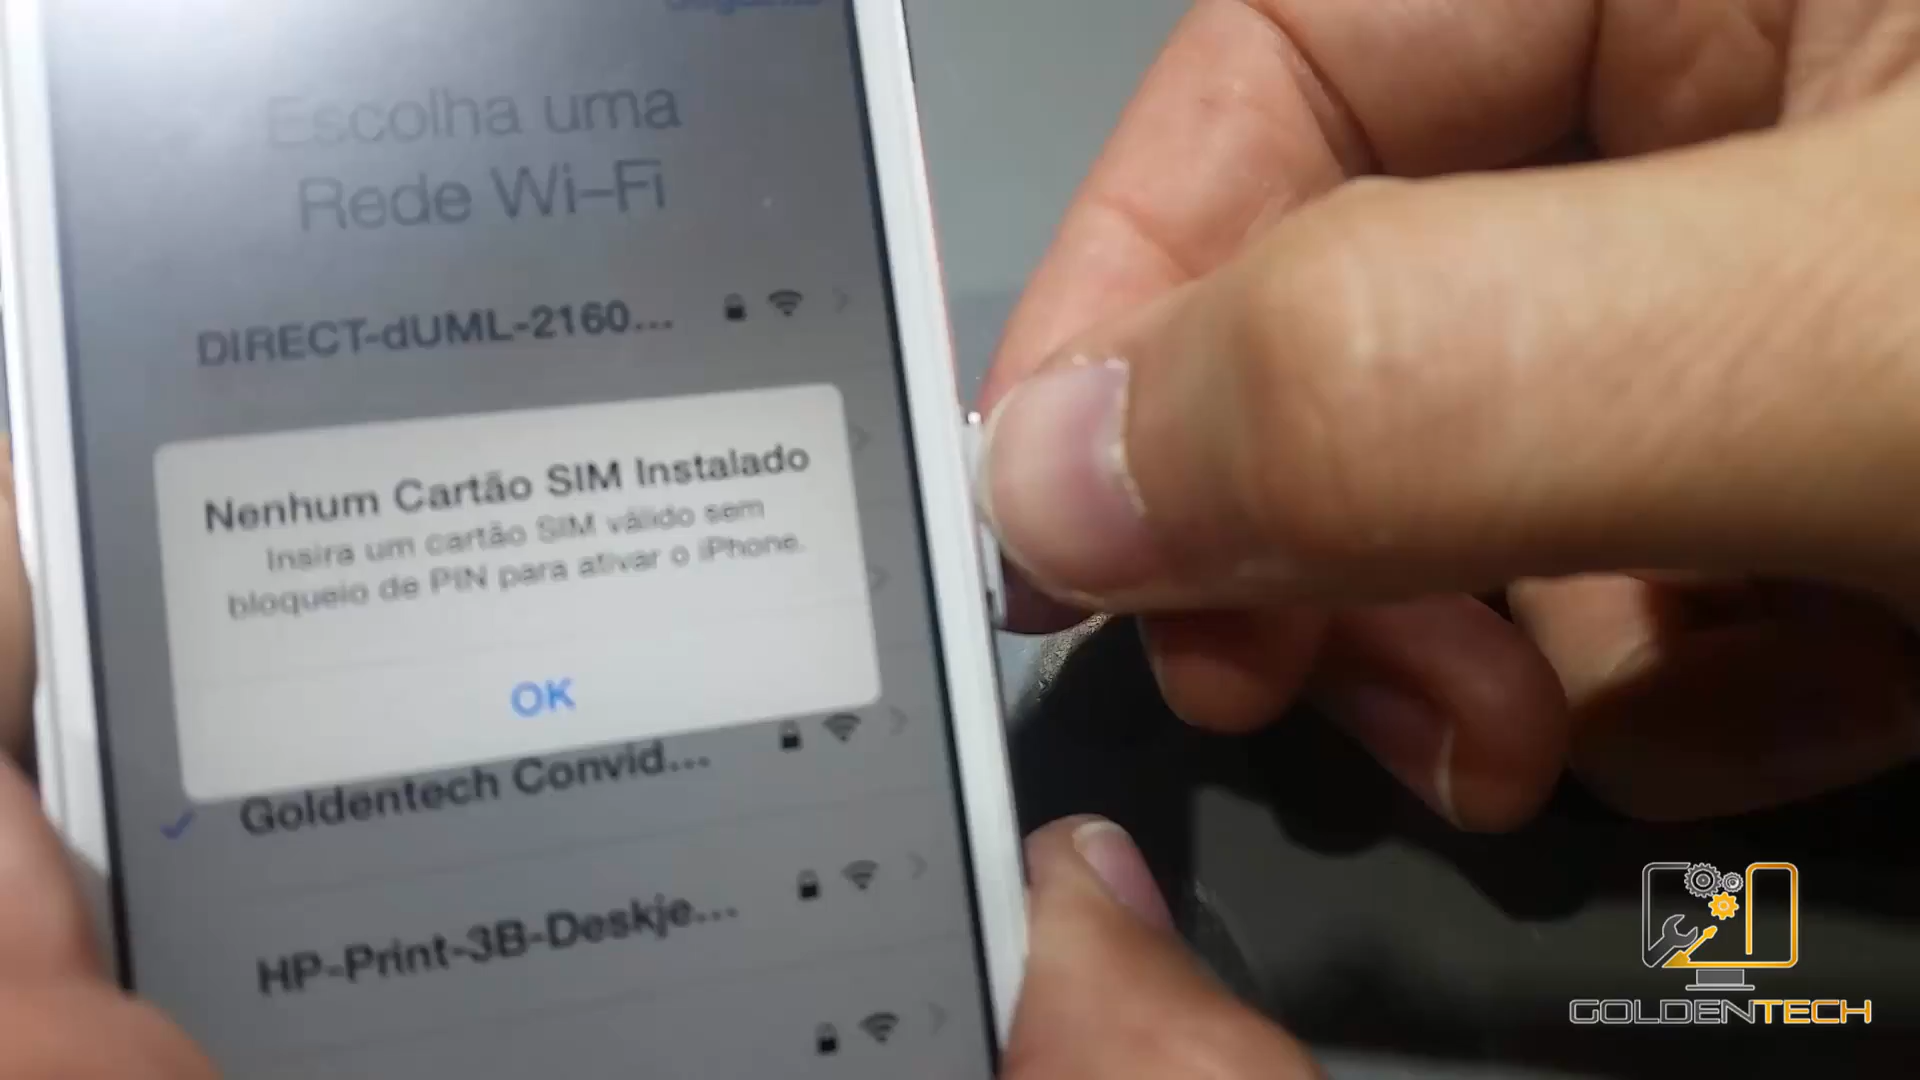 Escolha uma
Rede Wi-Fi
DIRECT-dUML-2160...
Nenhum Cartão SIM Instalado
Insira um cartão SIM válido sem
bloqueio de PIN para ativar o iPhone.
OK
Goldentech Convid...
HP-Print-3B-Deskje...
GOLDENTECH